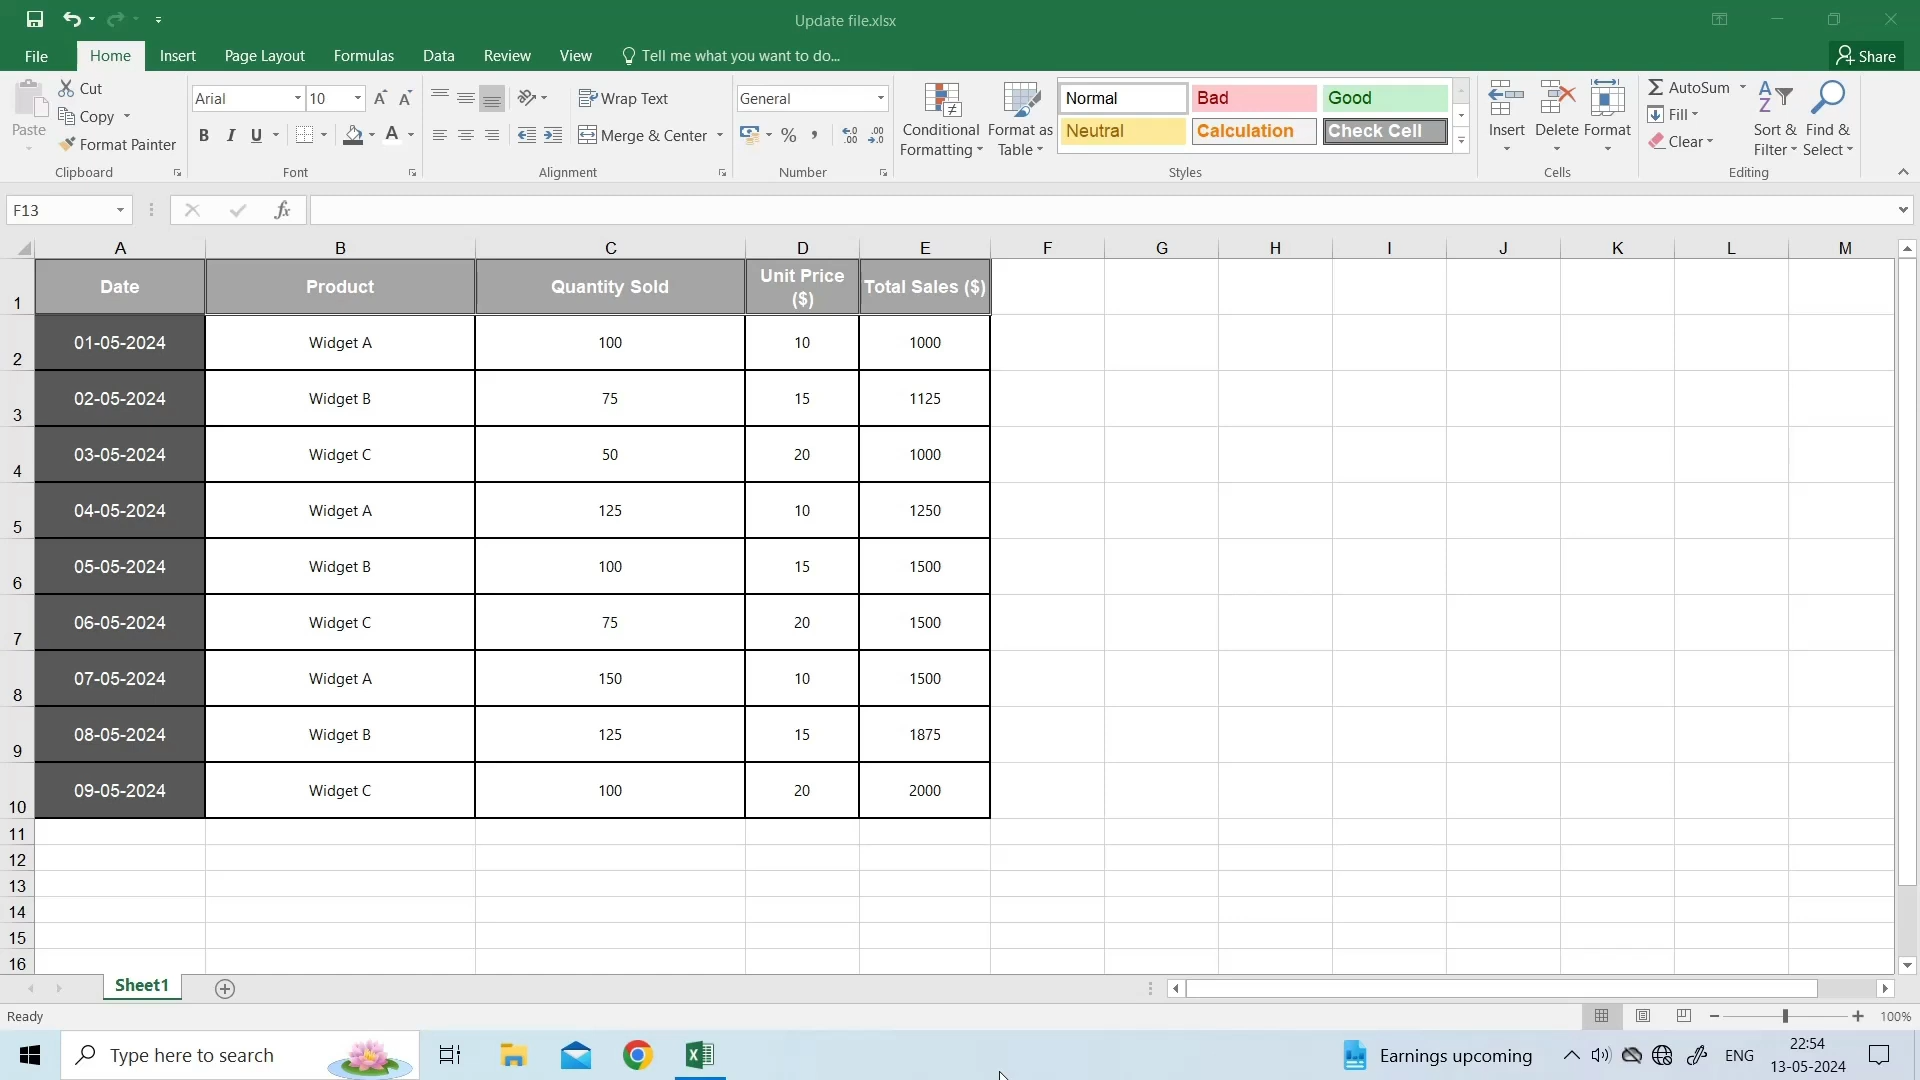 Update file.xlsx
File Home Insert Page Layout Formulas Data Review View Tell me what you want to do... Share
Paste Cut Copy Format Painter Clipboard
Arial 10 A A B I U A Font
Wrap Text Merge & Center Alignment
General % , .00 Number
Conditional Formatting Format as Table
Normal Bad Good
Neutral Calculation Check Cell
Styles
Insert Delete Format Cells
AutoSum Fill Clear Sort & Filter Find & Select Editing
F13 fx
A B C D E F G H I J K L M
1 Date Product Quantity Sold Unit Price ($) Total Sales ($)
2 01-05-2024 Widget A 100 10 1000
3 02-05-2024 Widget B 75 15 1125
4 03-05-2024 Widget C 50 20 1000
5 04-05-2024 Widget A 125 10 1250
6 05-05-2024 Widget B 100 15 1500
7 06-05-2024 Widget C 75 20 1500
8 07-05-2024 Widget A 150 10 1500
9 08-05-2024 Widget B 125 15 1875
10 09-05-2024 Widget C 100 20 2000
11
12
13
14
15
16
Sheet1
Ready 100%
Type here to search Earnings upcoming ENG 22:54
13-05-2024